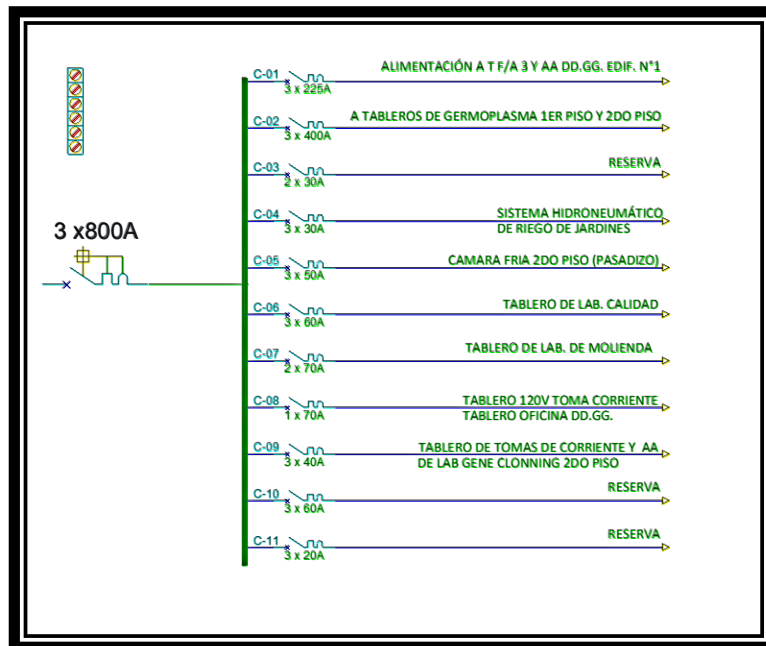 C-01
ALIMENTACIÓN A T F/A 3 Y AA DD.GG. EDIF. N°1
3 x 225A
C-02
A TABLEROS DE GERMOPLASMA 1ER PISO Y 2DO PISO
3 x 400A
C-03
RESERVA
2 x 30A
C-04
SISTEMA HIDRONEUMÁTICO
3 x 30A
DE RIEGO DE JARDINES
3 x800A
C-05
CAMARA FRIA 2DO PISO (PASADIZO)
3 x 50A
C-06
TABLERO DE LAB. CALIDAD
3 x 60A
C-07
TABLERO DE LAB. DE MOLIENDA
2 x 70A
C-08
TABLERO 120V TOMA CORRIENTE
1 x 70A
TABLERO OFICINA DD.GG.
C-09
TABLERO DE TOMAS DE CORRIENTE Y AA
3 x 40A
DE LAB GENE CLONNING 2DO PISO
C-10
RESERVA
3 x 60A
C-11
RESERVA
3 x 20A